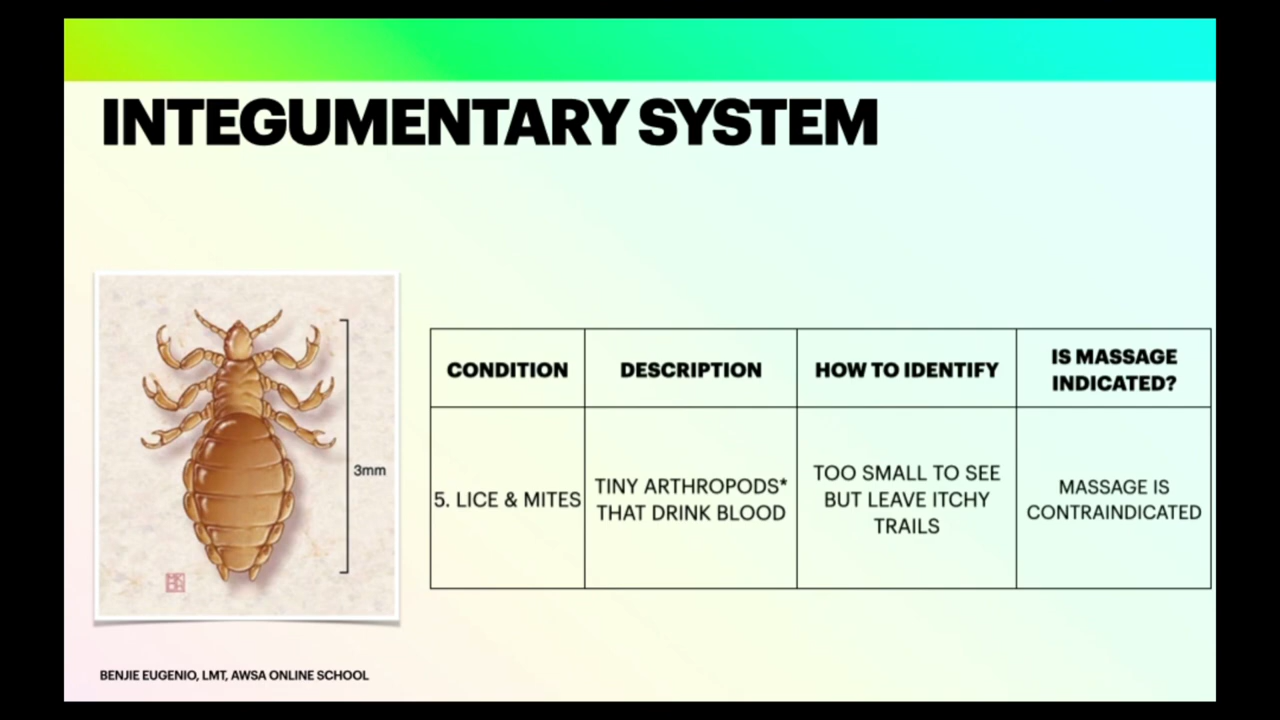 INTEGUMENTARY SYSTEM
3mm
CONDITION
DESCRIPTION
HOW TO IDENTIFY
IS MASSAGE
INDICATED?
5. LICE & MITES
TINY ARTHROPODS*
THAT DRINK BLOOD
TOO SMALL TO SEE
BUT LEAVE ITCHY
TRAILS
MASSAGE IS
CONTRAINDICATED
BENJIE EUGENIO, LMT, AWSA ONLINE SCHOOL